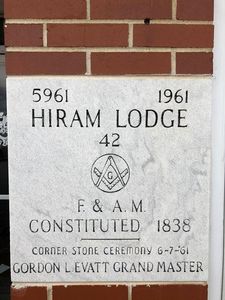 5961 1961
HIRAM LODGE
42
G
F. & A. M.
CONSTITUTED 1838
CORNER STONE CEREMONY 6-7-'61
GORDON L EVATT GRAND MASTER